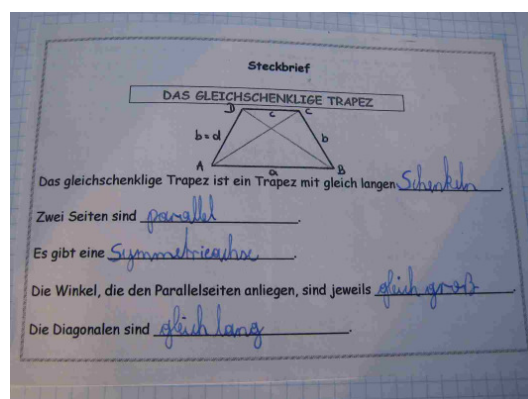 Steckbrief
DAS GLEICHSCHENKLIGE TRAPEZ
D c C
b=d b
A a B
Das gleichschenklige Trapez ist ein Trapez mit gleich langen Schenkeln.
Zwei Seiten sind parallel.
Es gibt eine Symmetrieachse.
Die Winkel, die den Parallelseiten anliegen, sind jeweils gleich groß.
Die Diagonalen sind gleich lang.